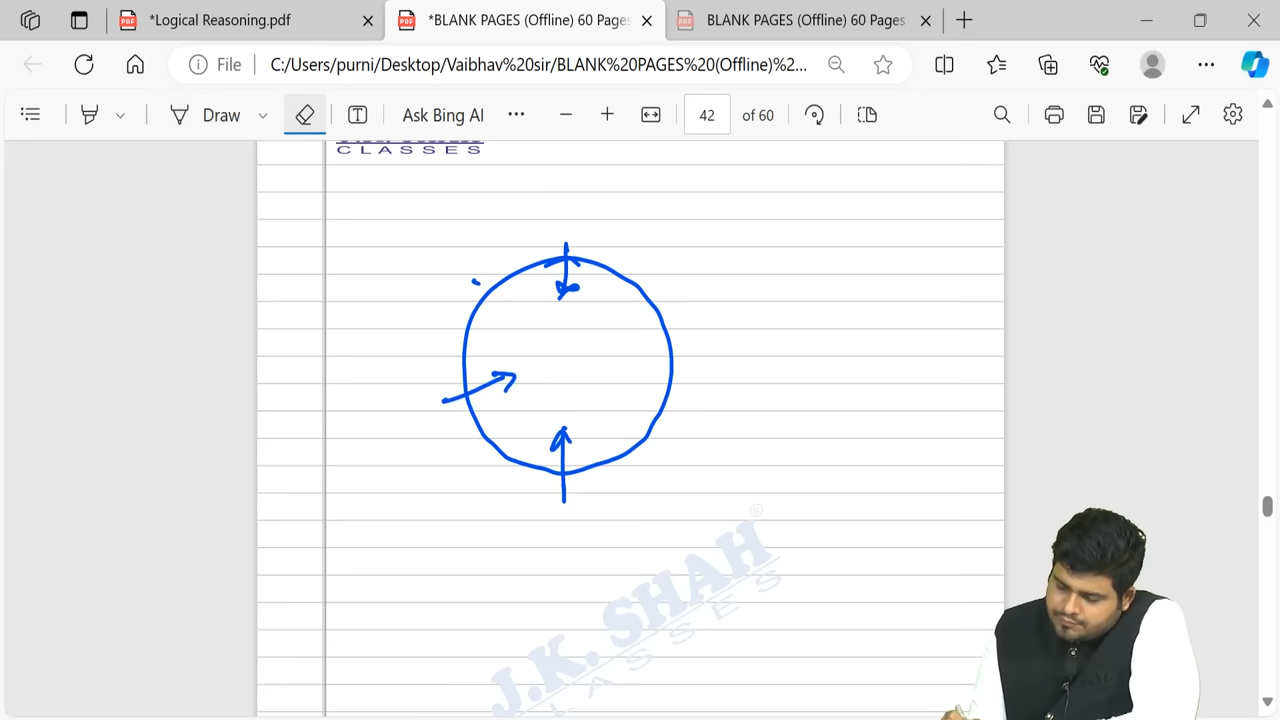 *Logical Reasoning.pdf
*BLANK PAGES (Offline) 60 Pages
BLANK PAGES (Offline) 60 Pages
File
C:/Users/purni/Desktop/Vaibhav%20sir/BLANK%20PAGES%20(Offline)%2...
Draw
Ask Bing AI
42 of 60
CLASSES
J.K. SHAH®
CLASSES